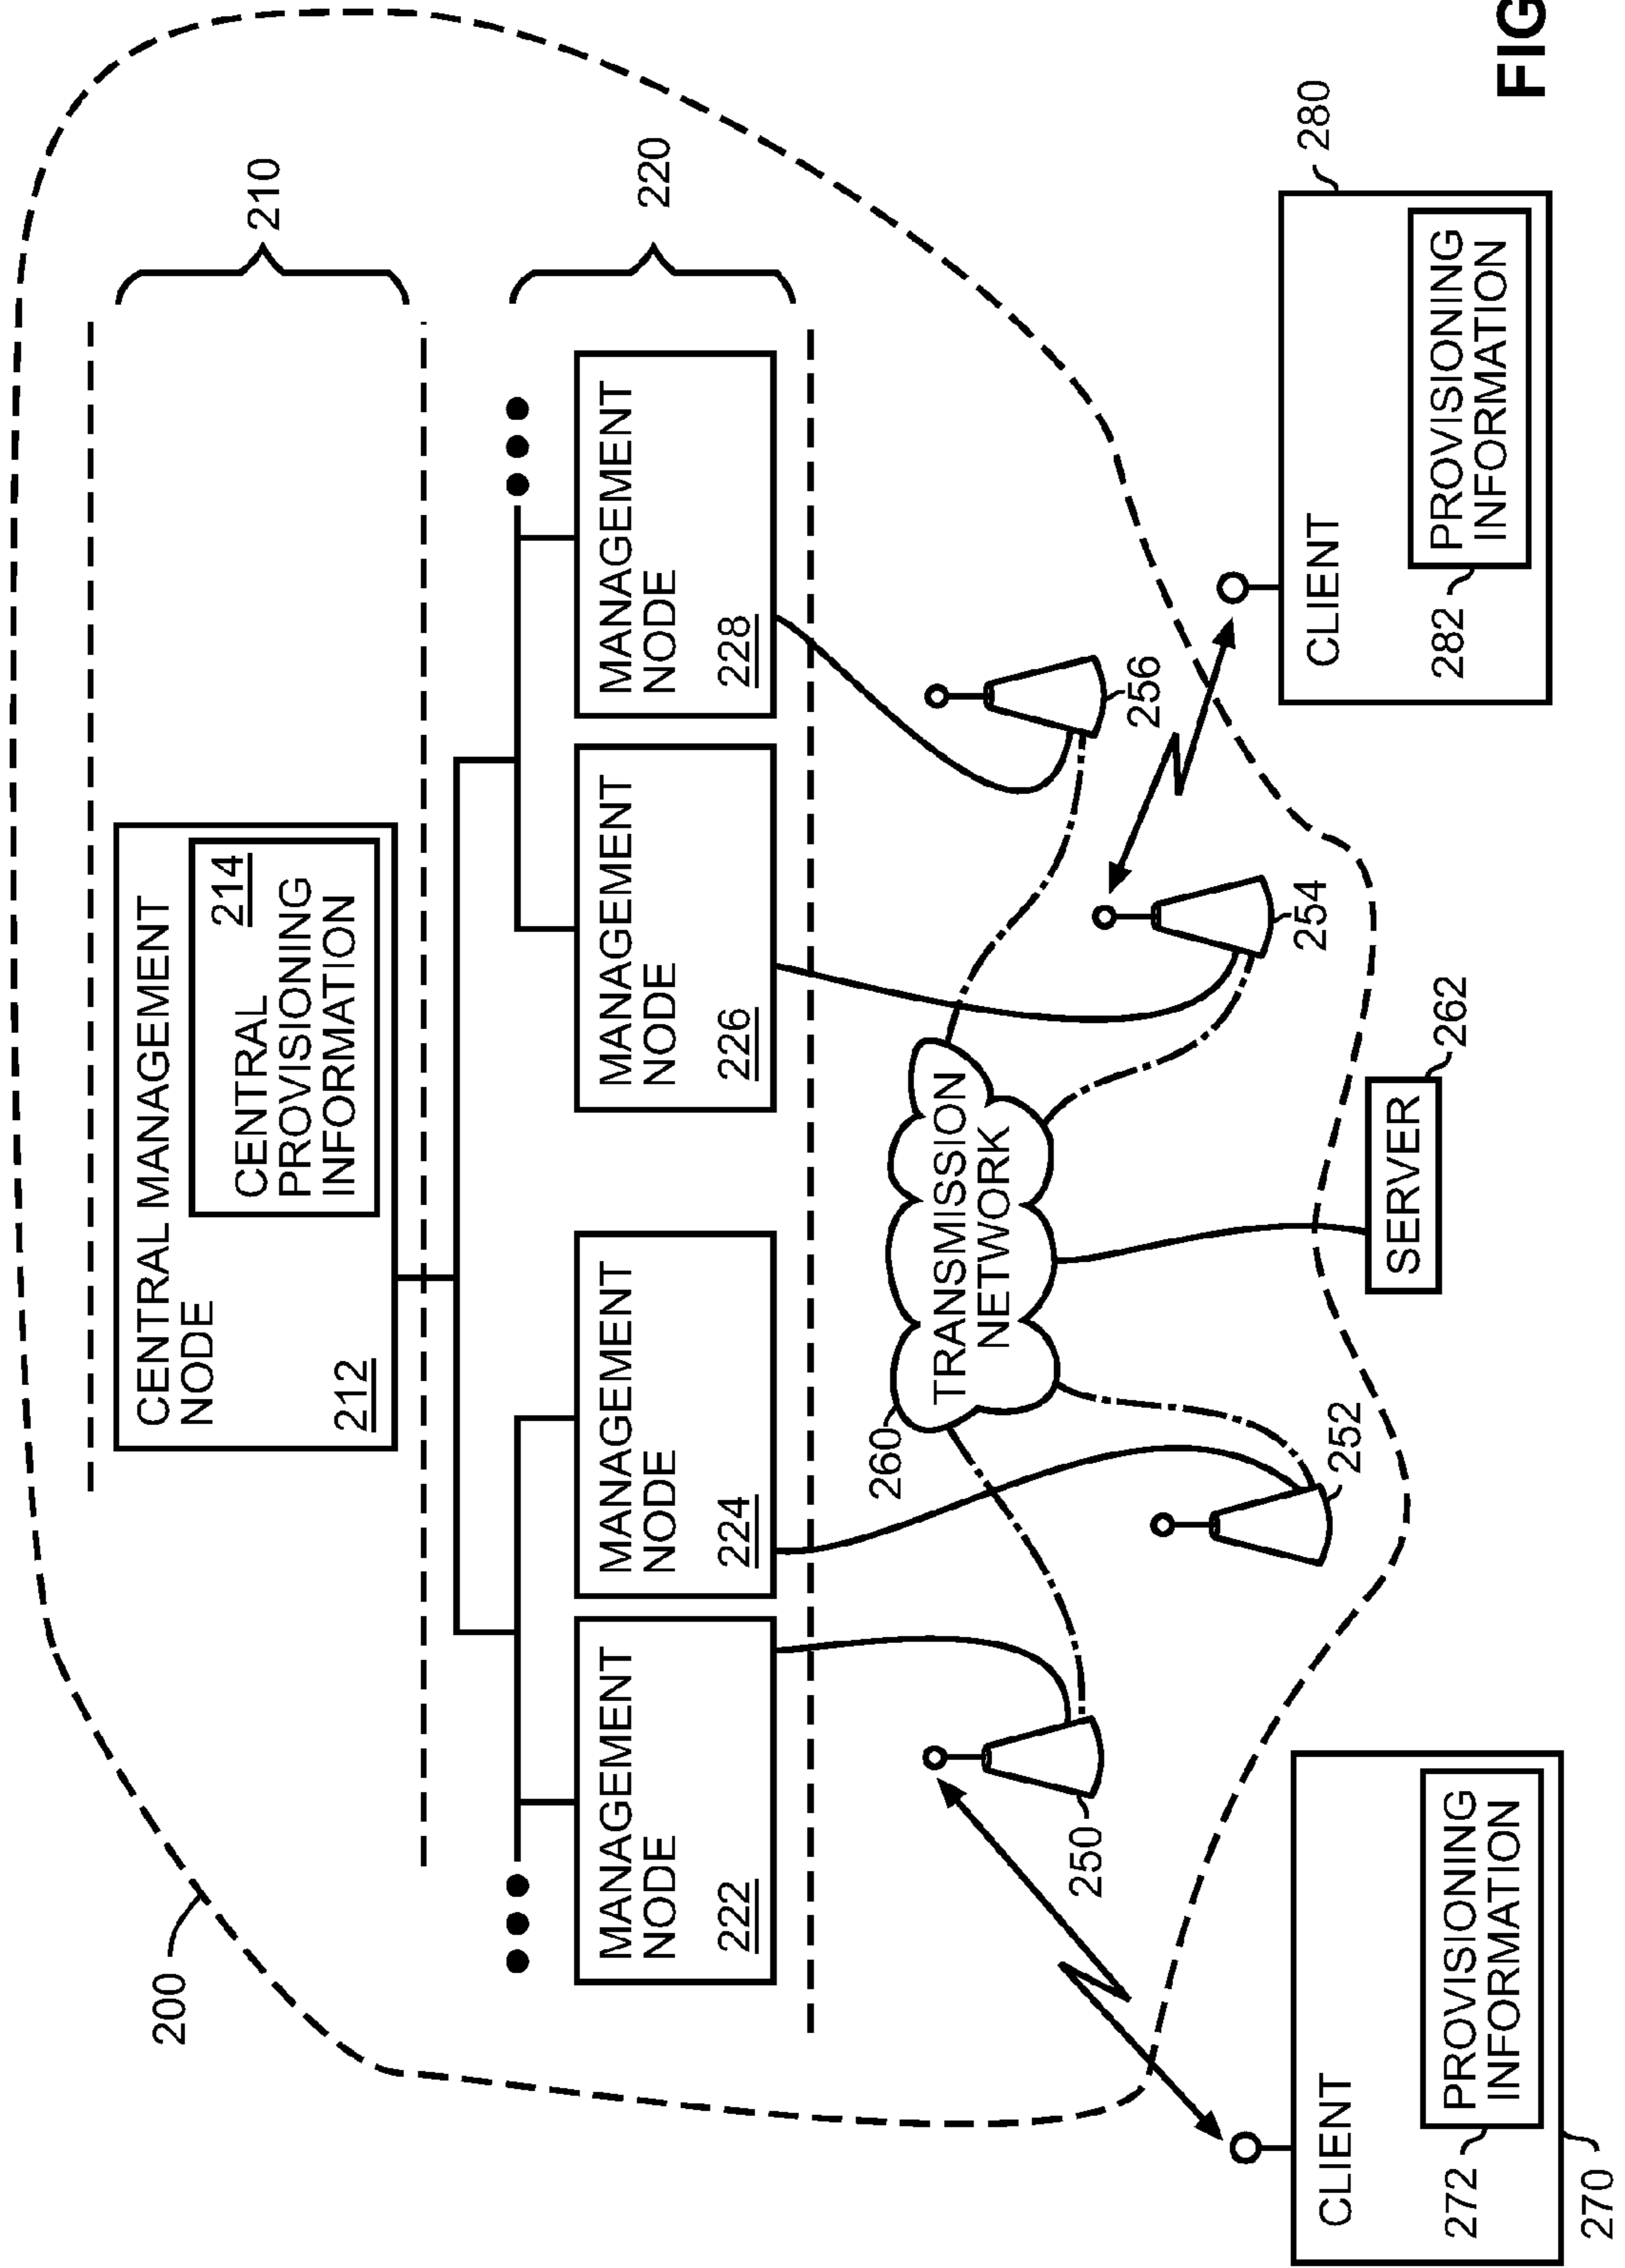 200
210
CENTRAL MANAGEMENT
NODE
212
214
CENTRAL
PROVISIONING
INFORMATION
220
MANAGEMENT
NODE
222
MANAGEMENT
NODE
224
MANAGEMENT
NODE
226
MANAGEMENT
NODE
228
260
TRANSMISSION
NETWORK
250
252
254
256
SERVER
262
CLIENT
272
PROVISIONING
INFORMATION
270
CLIENT
282
PROVISIONING
INFORMATION
280
FIG